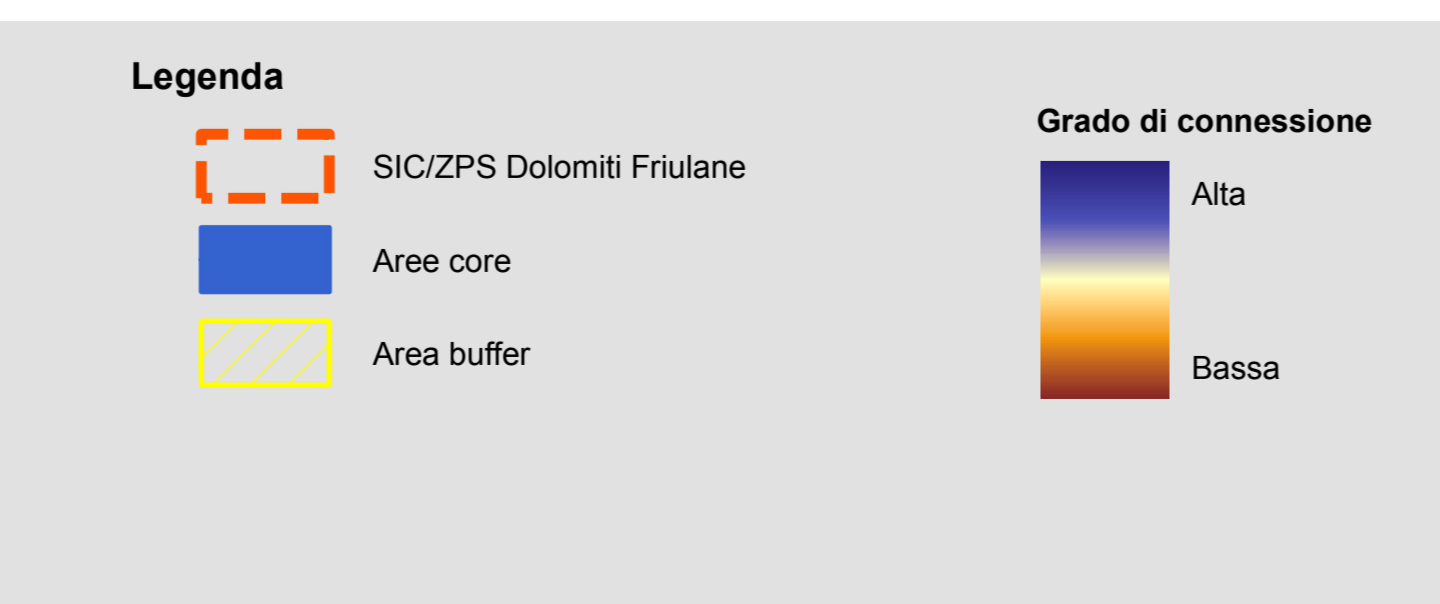 Legenda
SIC/ZPS Dolomiti Friulane
Aree core
Area buffer
Grado di connessione
Alta
Bassa